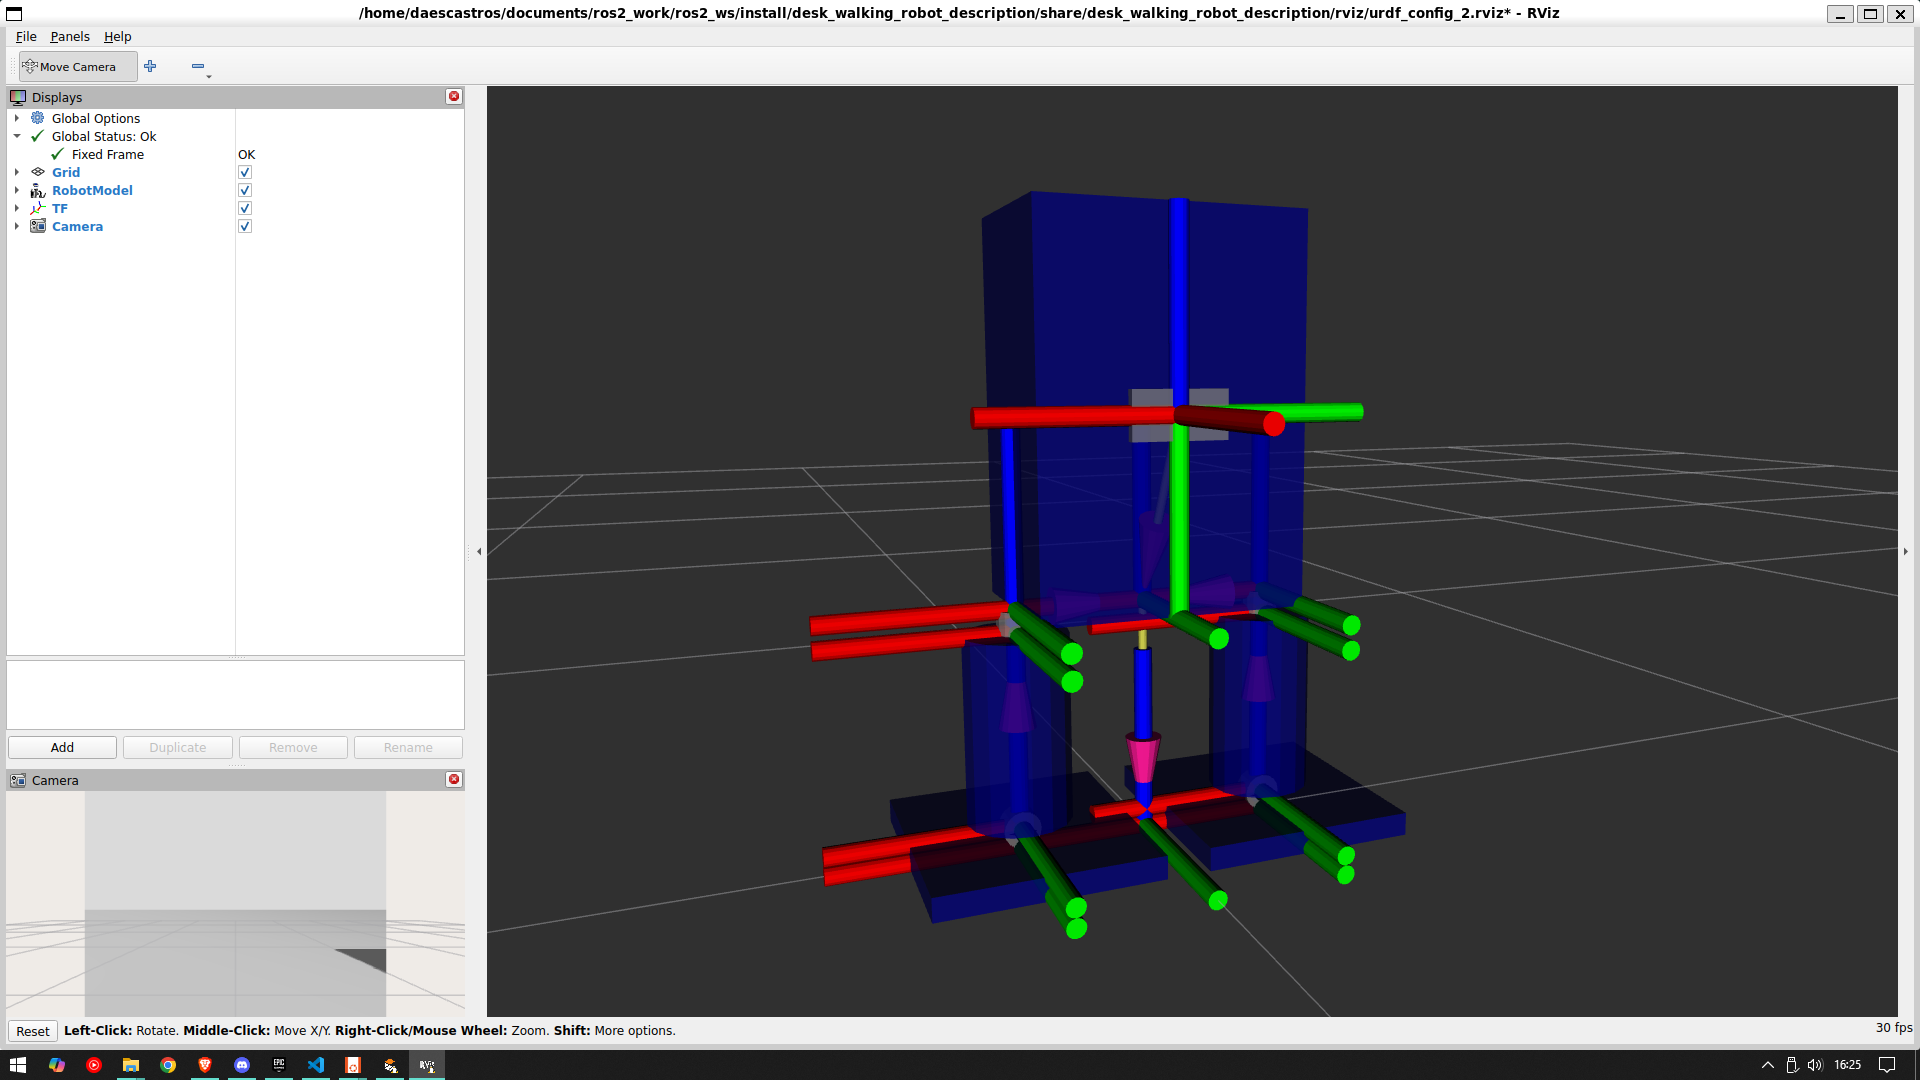 /home/daescastros/documents/ros2_work/ros2_ws/install/desk_walking_robot_description/share/desk_walking_robot_description/rviz/urdf_config_2.rviz* - RViz
File Panels Help
Move Camera
Displays
Global Options
Global Status: Ok
Fixed Frame OK
Grid
RobotModel
TF
Camera
Add Duplicate Remove Rename
Camera
Reset Left-Click: Rotate. Middle-Click: Move X/Y. Right-Click/Mouse Wheel: Zoom. Shift: More options. 30 fps
EPIC RViz 16:25